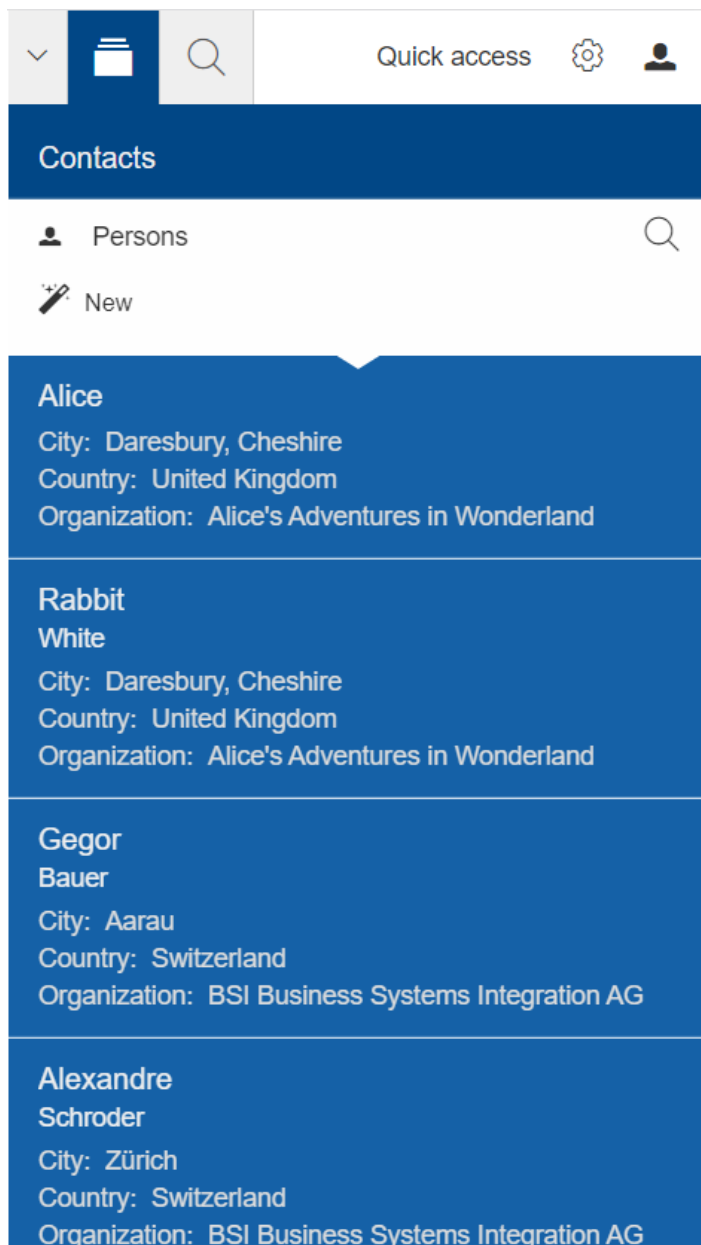 Quick access
Contacts
Persons
New
Alice
City: Daresbury, Cheshire
Country: United Kingdom
Organization: Alice's Adventures in Wonderland
Rabbit
White
City: Daresbury, Cheshire
Country: United Kingdom
Organization: Alice's Adventures in Wonderland
Gegor
Bauer
City: Aarau
Country: Switzerland
Organization: BSI Business Systems Integration AG
Alexandre
Schroder
City: Zürich
Country: Switzerland
Organization: BSI Business Systems Integration AG